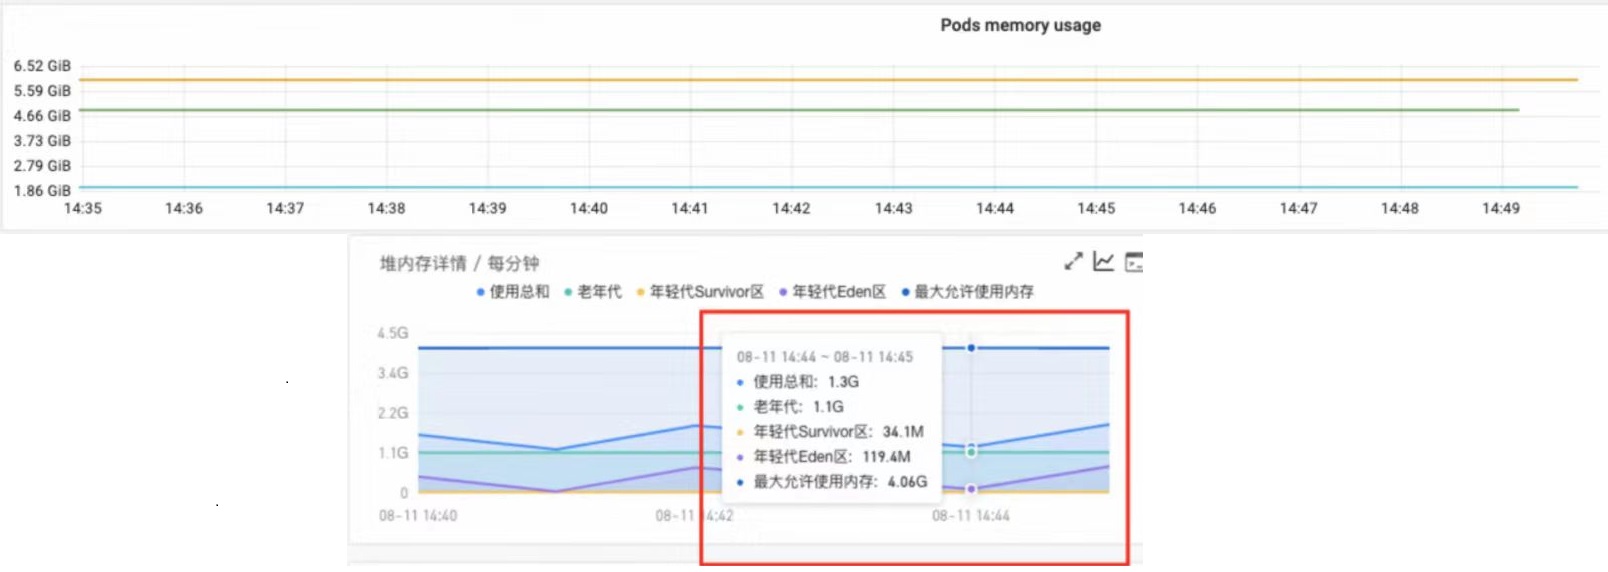 Pods memory usage
6.52 GiB
5.59 GiB
4.66 GiB
3.73 GiB
2.79 GiB
1.86 GiB
14:35 14:36 14:37 14:38 14:39 14:40 14:41 14:42 14:43 14:44 14:45 14:46 14:47 14:48 14:49
堆内存详情 / 每分钟
使用总和 老年代 年轻代Survivor区 年轻代Eden区 最大允许使用内存
4.5G
3.4G
2.2G
1.1G
0
08-11 14:44 ~ 08-11 14:45
使用总和: 1.3G
老年代: 1.1G
年轻代Survivor区: 34.1M
年轻代Eden区: 119.4M
最大允许使用内存: 4.06G
08-11 14:40 08-11 14:42 08-11 14:44